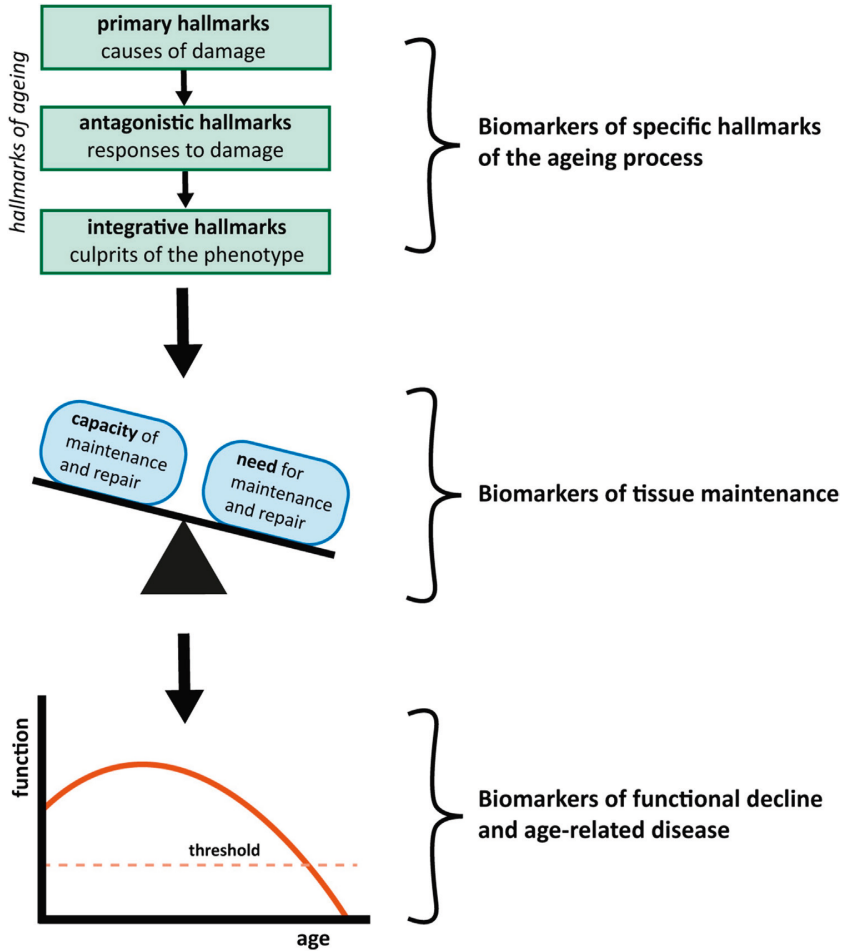 hallmarks of ageing
primary hallmarks
causes of damage
antagonistic hallmarks
responses to damage
integrative hallmarks
culprits of the phenotype
Biomarkers of specific hallmarks
of the ageing process
capacity of
maintenance
and repair
need for
maintenance
and repair
Biomarkers of tissue maintenance
function
threshold
age
Biomarkers of functional decline
and age-related disease